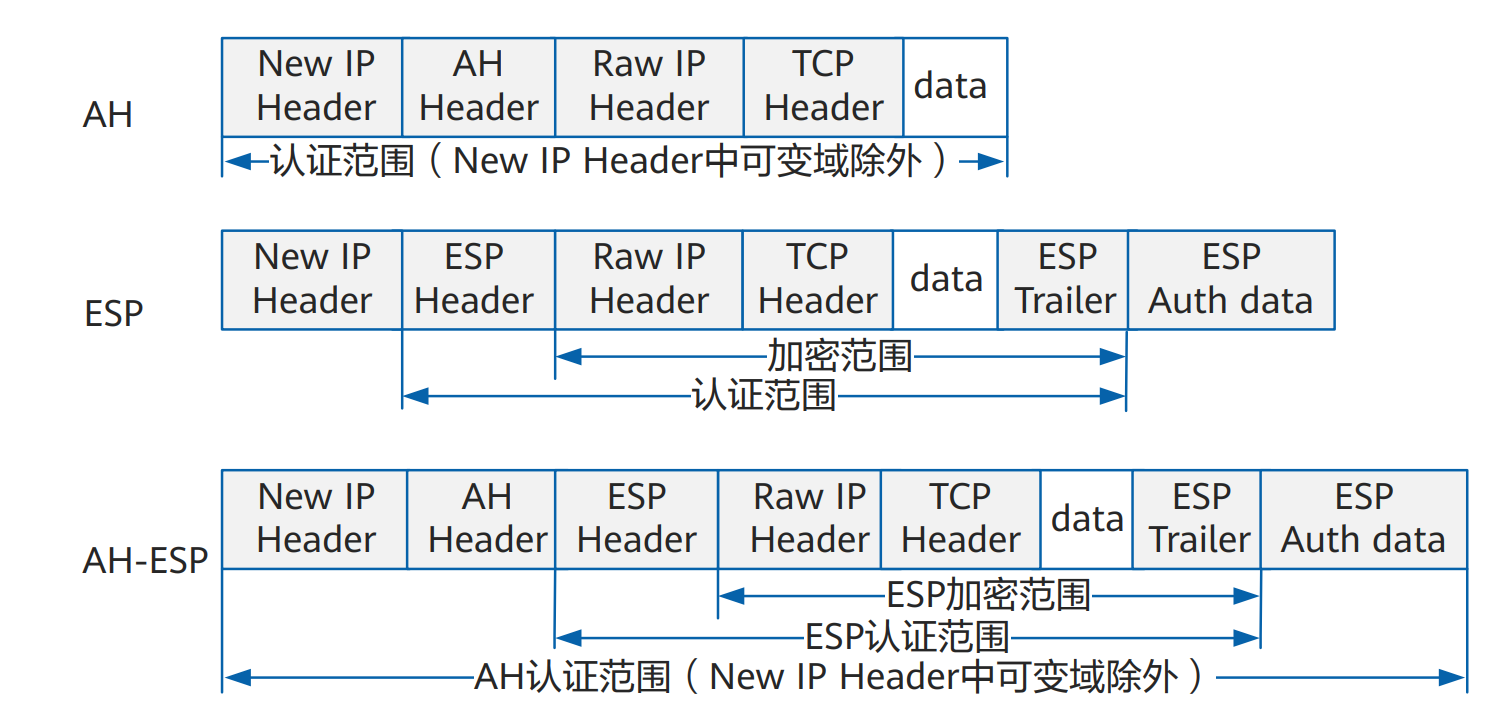 AH
New IP Header
AH Header
Raw IP Header
TCP Header
data
认证范围（New IP Header中可变域除外）
ESP
New IP Header
ESP Header
Raw IP Header
TCP Header
data
ESP Trailer
ESP Auth data
加密范围
认证范围
AH-ESP
New IP Header
AH Header
ESP Header
Raw IP Header
TCP Header
data
ESP Trailer
ESP Auth data
ESP加密范围
ESP认证范围
AH认证范围（New IP Header中可变域除外）